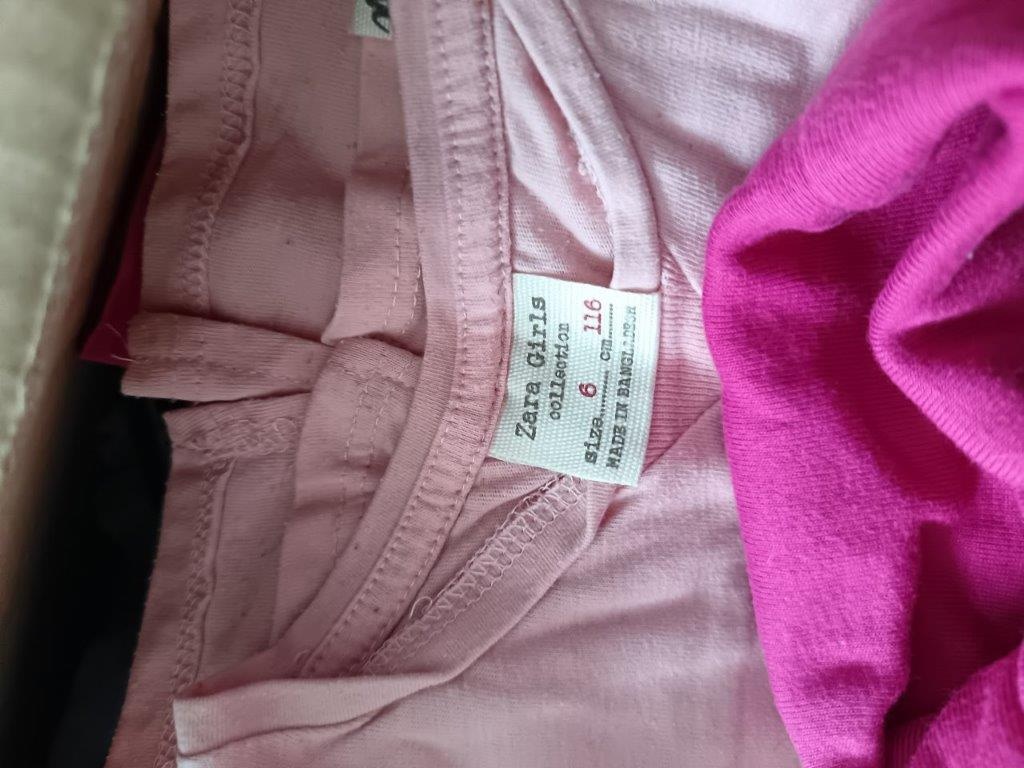 Zara Girls
collection
size...6...cm...116...
MADE IN BANGLADESH